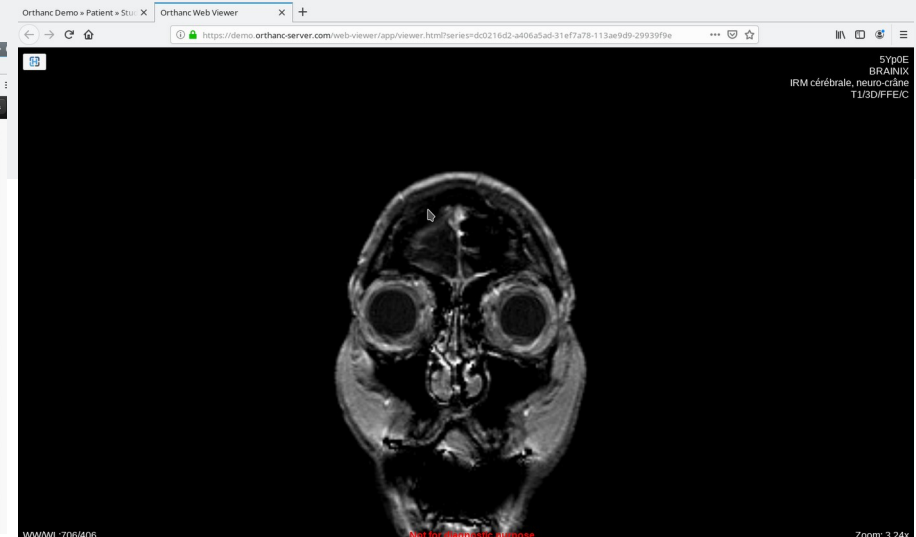 Orthanc Demo » Patient » Stu
Orthanc Web Viewer
https://demo.orthanc-server.com/web-viewer/app/viewer.html?series=dc0216d2-a406a5ad-31ef7a78-113ae9d9-29939f9e
5Yp0E
BRAINIX
IRM cérébrale, neuro-crâne
T1/3D/FFE/C
WW/WL:706/406
Not for diagnostic purpose
Zoom: 3.24x